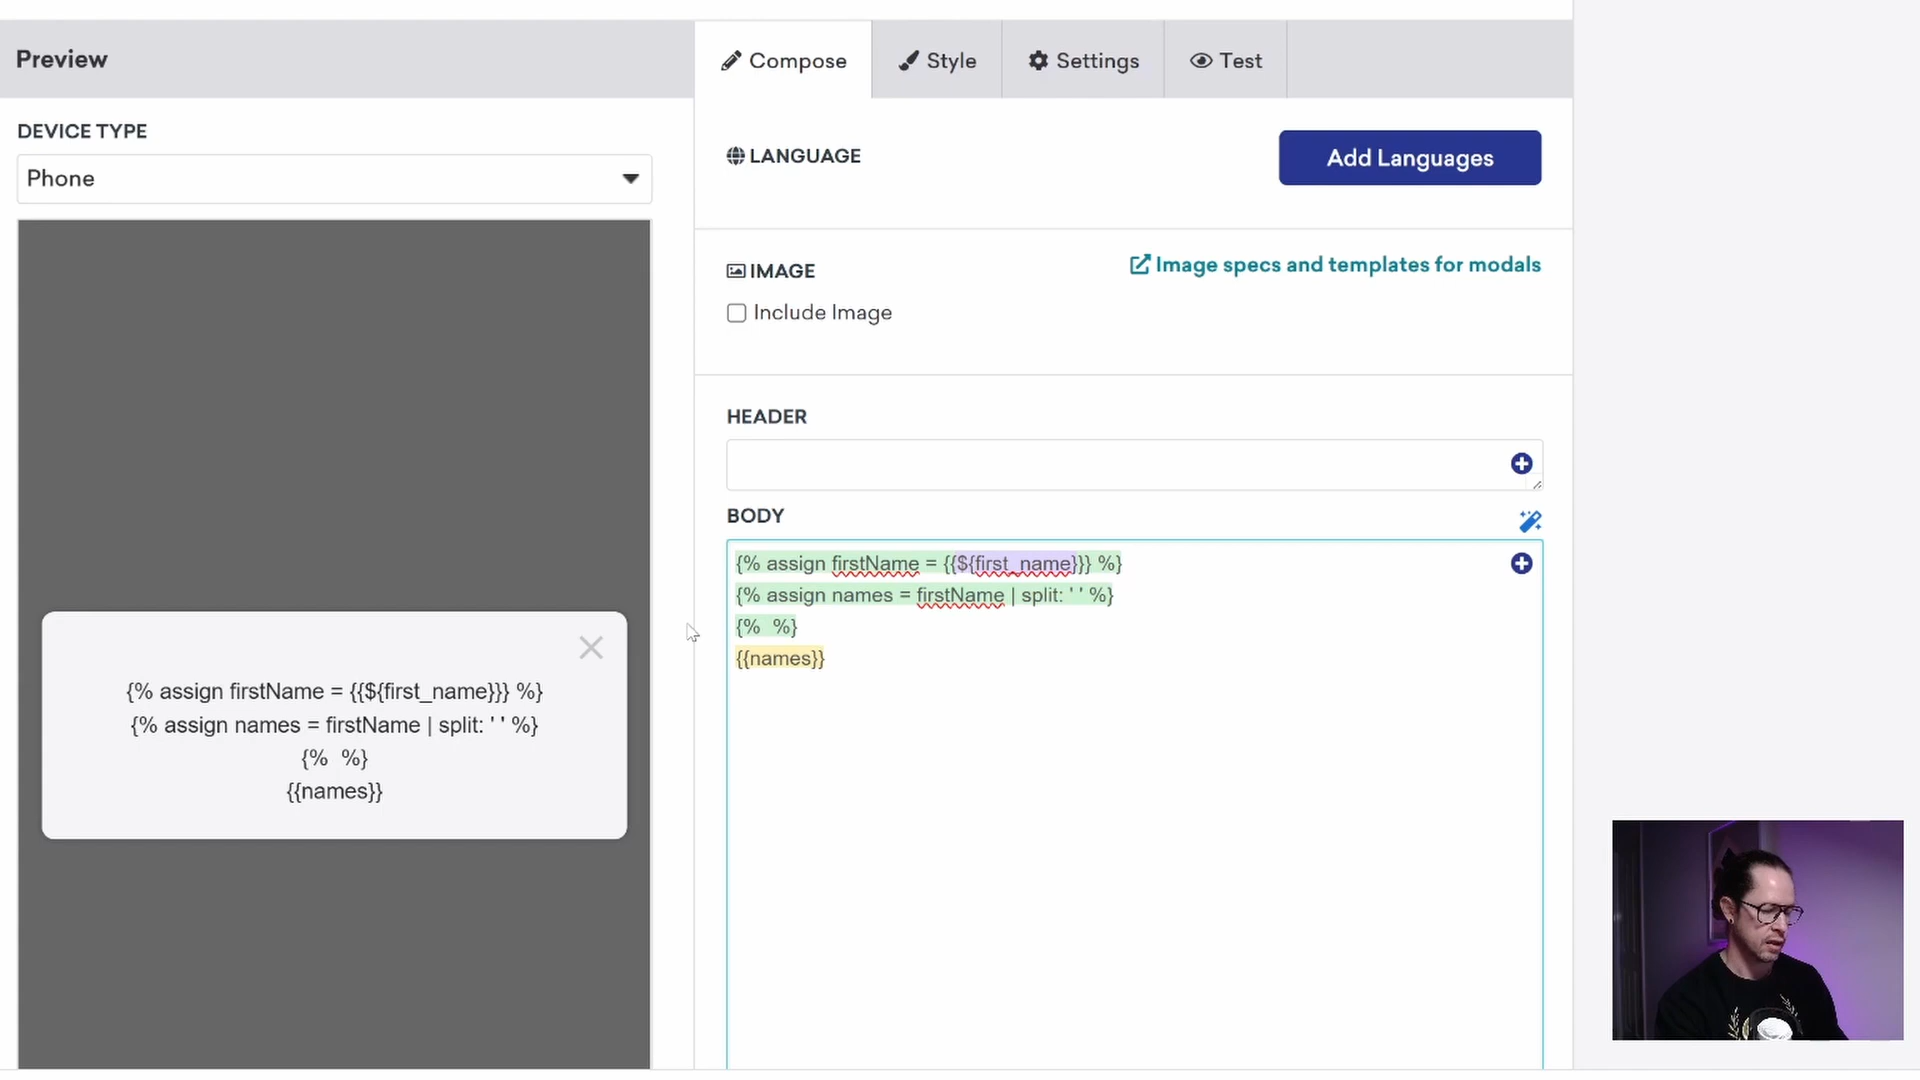 Preview
Compose
Style
Settings
Test
DEVICE TYPE
Phone
LANGUAGE
Add Languages
IMAGE
Image specs and templates for modals
Include Image
HEADER
BODY
{% assign firstName = {{${first_name}}} %}
{% assign names = firstName | split: ' ' %}
{%  %}
{{names}}
{% assign firstName = {{${first_name}}} %}
{% assign names = firstName | split: ' ' %}
{%  %}
{{names}}